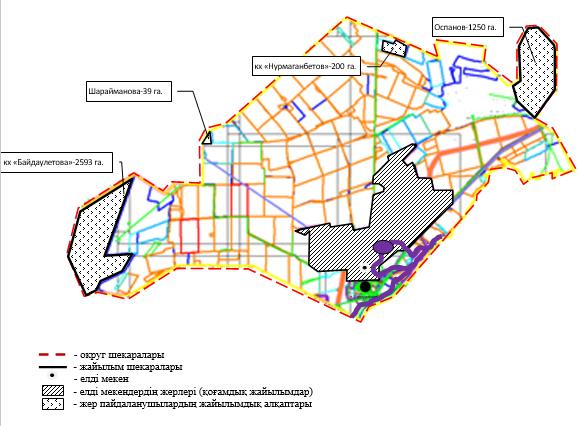 Оспанов-1250 га.
кх «Нурмаганбетов»-200 га.
Шарайманова-39 га.
кх «Байдаулетова»-2593 га.
- округ шекаралары
- жайылым шекаралары
- елді мекен
- елді мекендердің жерлері (қоғамдық жайылымдар)
- жер пайдаланушылардың жайылымдық алқаптары